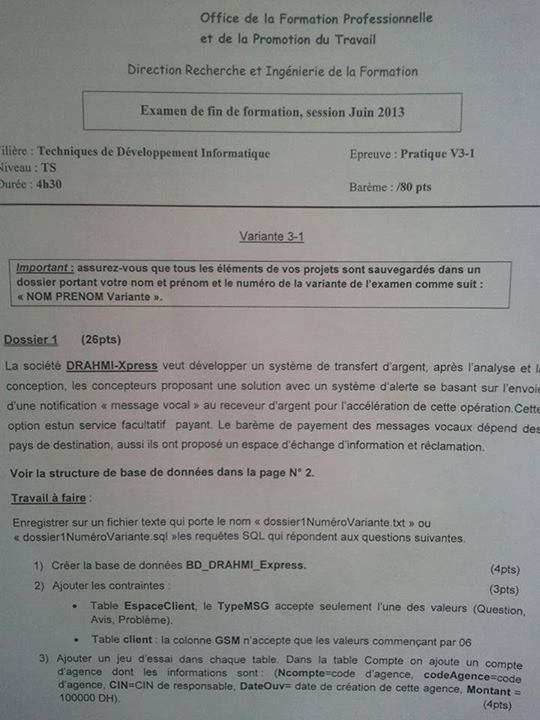 Office de la Formation Professionnelle
et de la Promotion du Travail
Direction Recherche et Ingénierie de la Formation
Examen de fin de formation, session Juin 2013
ilière : Techniques de Développement Informatique Epreuve : Pratique V3-1
Niveau : TS
Durée : 4h30 Barème : /80 pts
Variante 3-1
Important : assurez-vous que tous les éléments de vos projets sont sauvegardés dans un
dossier portant votre nom et prénom et le numéro de la variante de l'examen comme suit :
« NOM PRENOM Variante ».
Dossier 1 (26pts)
La société DRAHMI-Xpress veut développer un système de transfert d'argent, après l'analyse et l
conception, les concepteurs proposant une solution avec un système d'alerte se basant sur l'envoie
d'une notification « message vocal » au receveur d'argent pour l'accélération de cette opération.Cette
option estun service facultatif payant. Le barème de payement des messages vocaux dépend des
pays de destination, aussi ils ont proposé un espace d'échange d'information et réclamation.
Voir la structure de base de données dans la page N° 2.
Travail à faire :
Enregistrer sur un fichier texte qui porte le nom « dossier1NuméroVariante.txt » ou
« dossier1NuméroVariante.sql »les requêtes SQL qui répondent aux questions suivantes.
1) Créer la base de données BD_DRAHMI_Express. (4pts)
2) Ajouter les contraintes : (3pts)
• Table EspaceClient, le TypeMSG accepte seulement l'une des valeurs (Question,
Avis, Problème).
• Table client : la colonne GSM n'accepte que les valeurs commençant par 06
3) Ajouter un jeu d'essai dans chaque table. Dans la table Compte on ajoute un compte
d'agence dont les informations sont : (Ncompte=code d'agence, codeAgence=code
d'agence, CIN=CIN de responsable, DateOuv= date de création de cette agence, Montant =
100000 DH). (4pts)